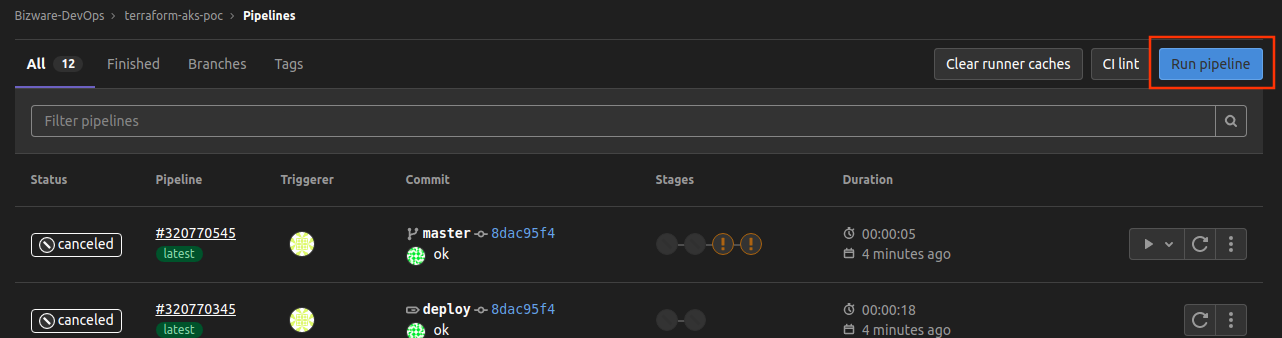 Bizware-DevOps › terraform-aks-poc › Pipelines
All 12 Finished Branches Tags Clear runner caches CI lint Run pipeline
Filter pipelines
Status Pipeline Triggerer Commit Stages Duration
canceled #320770545 master 8dac95f4 00:00:05
latest ok 4 minutes ago
canceled #320770345 deploy 8dac95f4 00:00:18
latest ok 4 minutes ago